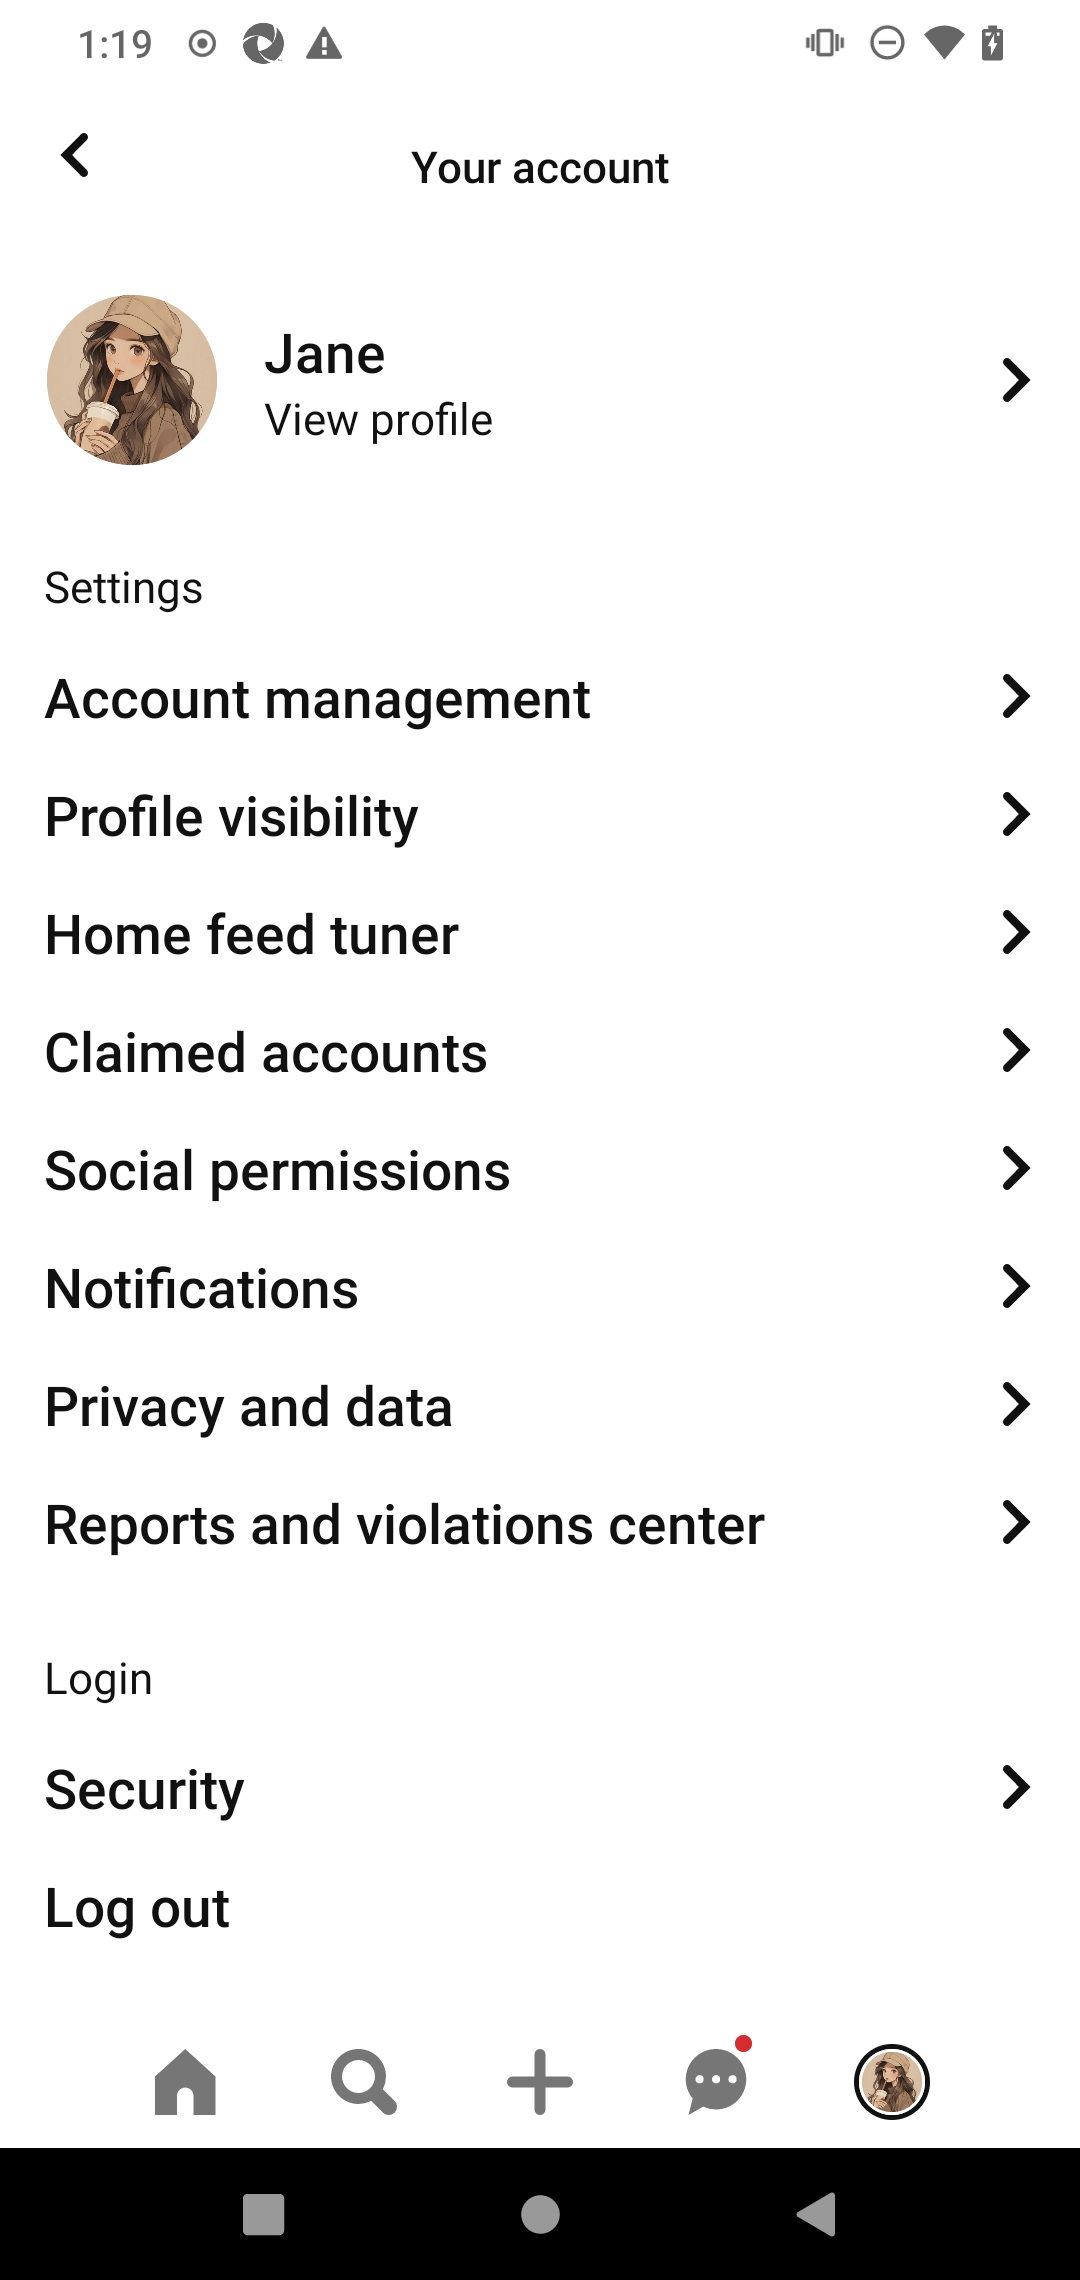 1:19
Your account
Jane
View profile
Settings
Account management
Profile visibility
Home feed tuner
Claimed accounts
Social permissions
Notifications
Privacy and data
Reports and violations center
Login
Security
Log out